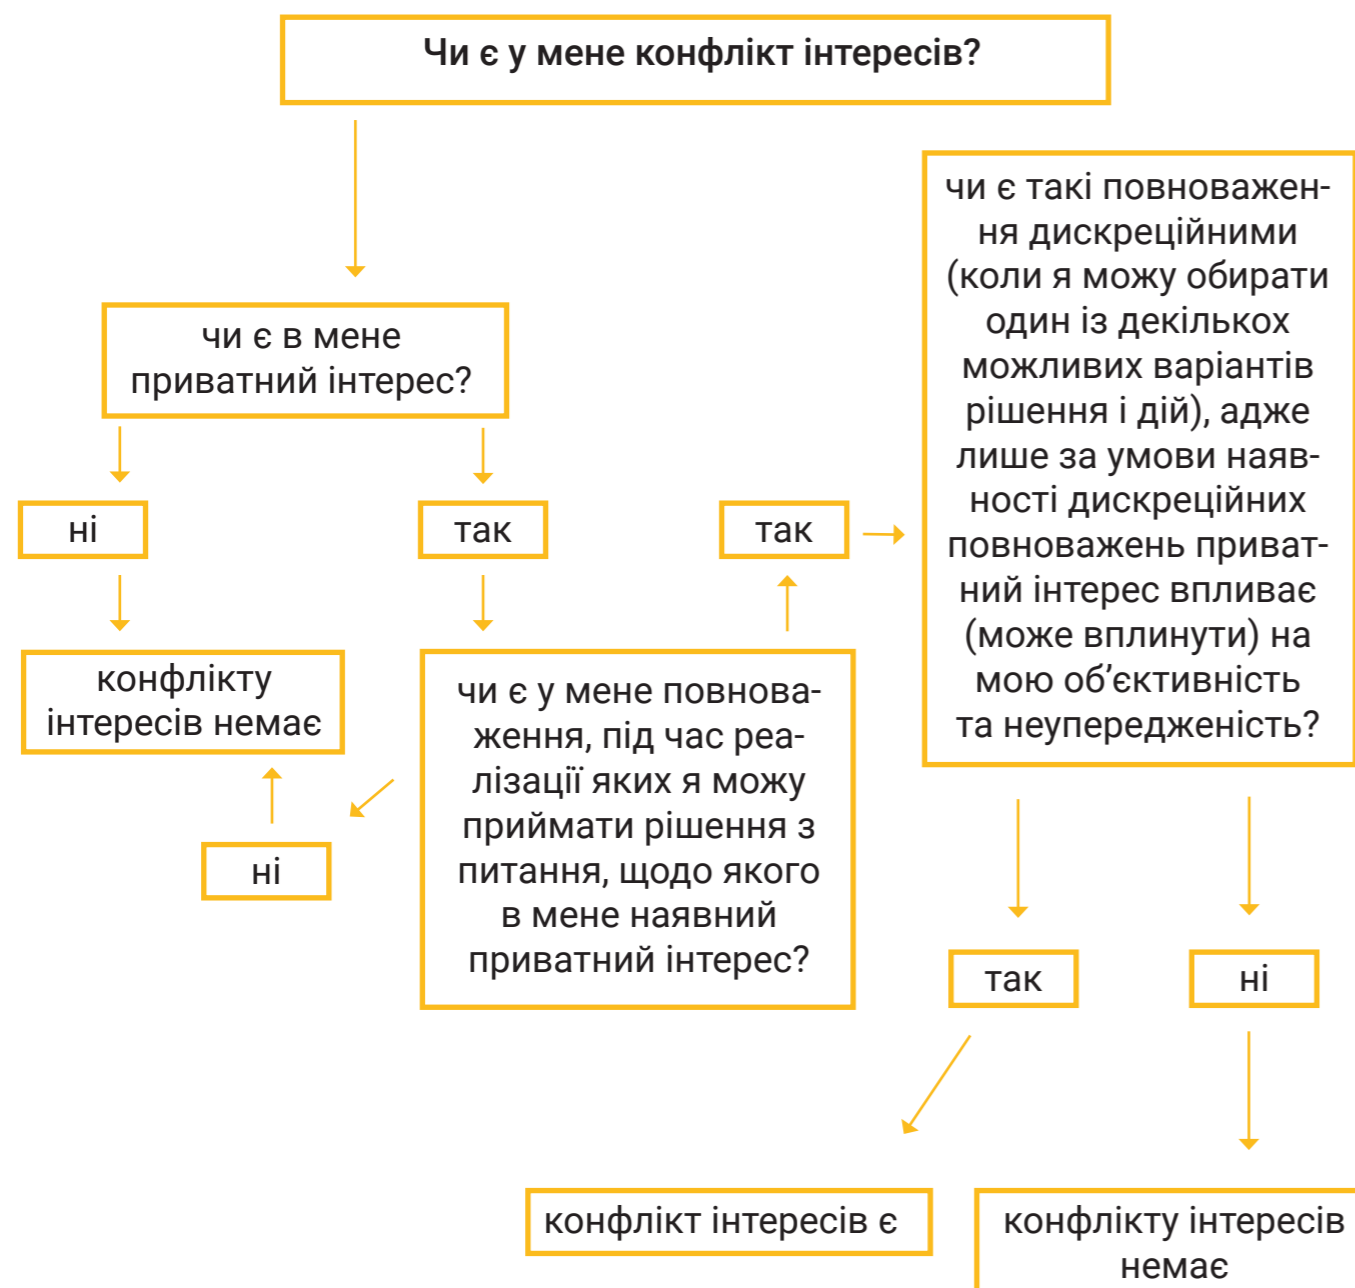 Чи є у мене конфлікт інтересів?
чи є в мене
приватний інтерес?
ні
так
конфлікту
інтересів немає
чи є у мене повнова-
ження, під час реа-
лізації яких я можу
приймати рішення з
питання, щодо якого
в мене наявний
приватний інтерес?
ні
так
чи є такі повноважен-
ня дискреційними
(коли я можу обирати
один із декількох
можливих варіантів
рішення і дій), адже
лише за умови наяв-
ності дискреційних
повноважень приват-
ний інтерес впливає
(може вплинути) на
мою об’єктивність
та неупередженість?
так
ні
конфлікт інтересів є
конфлікту інтересів
немає